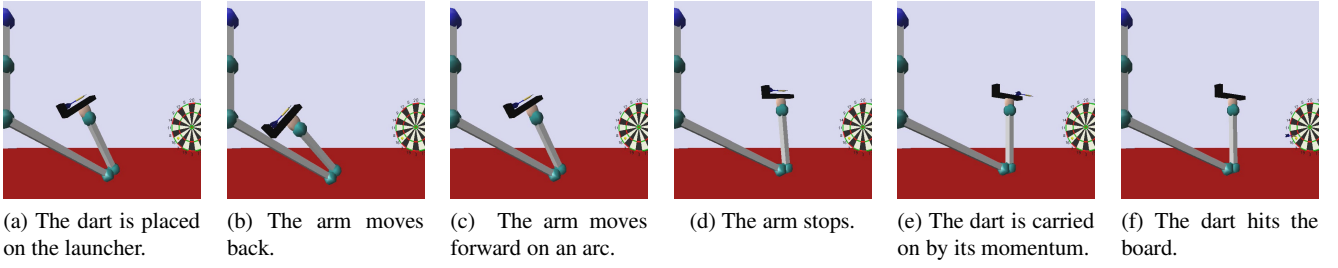 (a) The dart is placed
on the launcher.
(b) The arm moves
back.
(c) The arm moves
forward on an arc.
(d) The arm stops.
(e) The dart is carried
on by its momentum.
(f) The dart hits the
board.